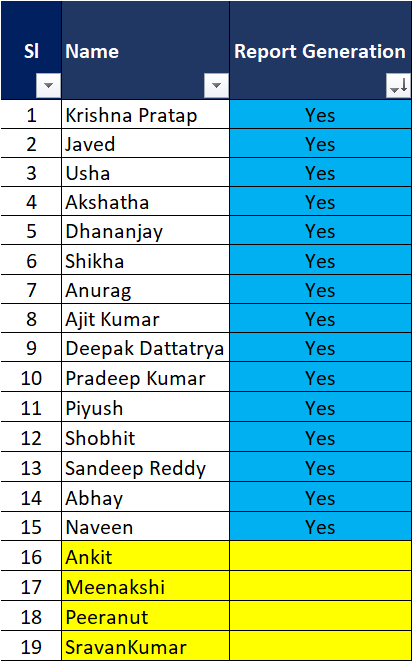 Sl Name Report Generation
1 Krishna Pratap Yes
2 Javed Yes
3 Usha Yes
4 Akshatha Yes
5 Dhananjay Yes
6 Shikha Yes
7 Anurag Yes
8 Ajit Kumar Yes
9 Deepak Dattatrya Yes
10 Pradeep Kumar Yes
11 Piyush Yes
12 Shobhit Yes
13 Sandeep Reddy Yes
14 Abhay Yes
15 Naveen Yes
16 Ankit
17 Meenakshi
18 Peeranut
19 SravanKumar